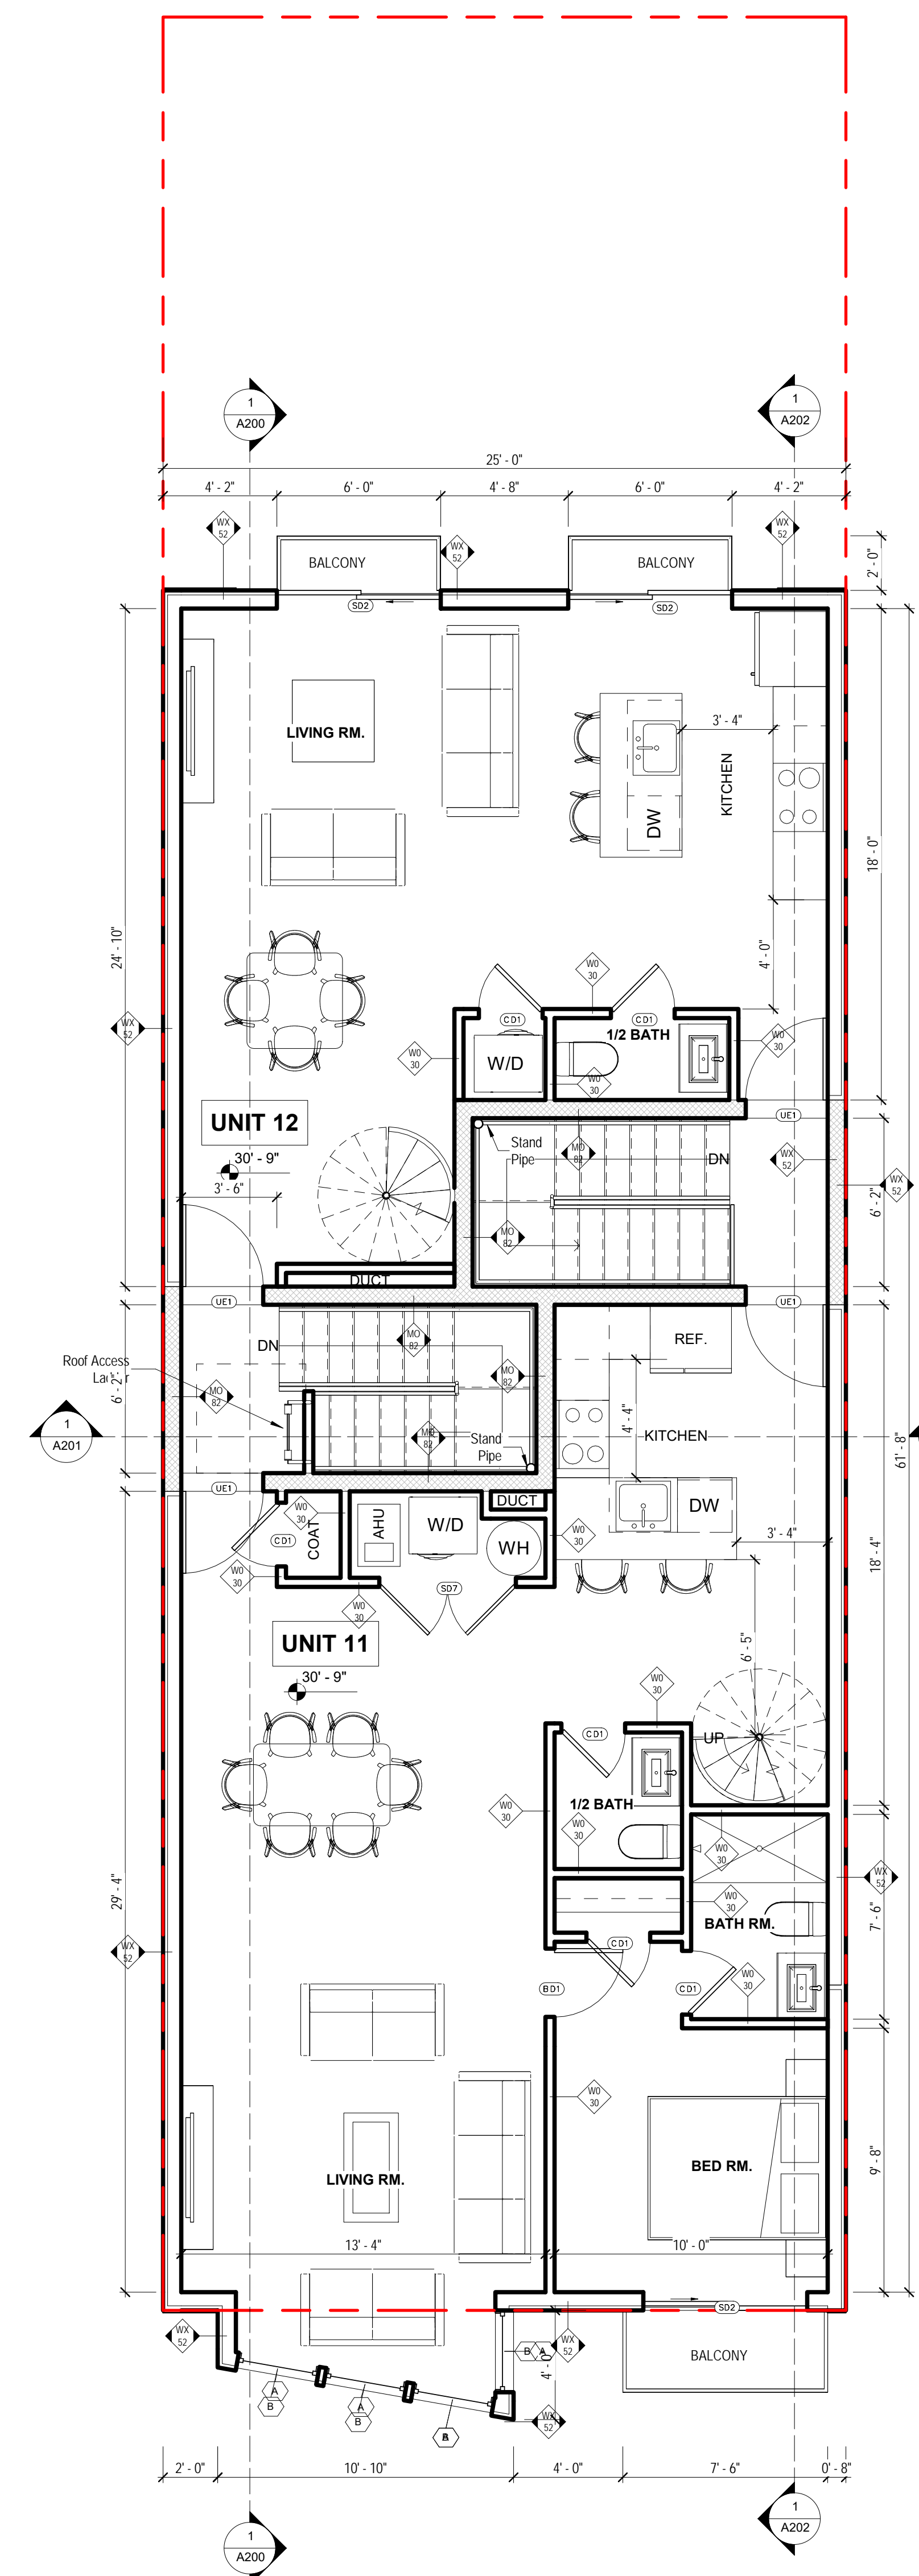 1
A200
1
A202
25' - 0"
4' - 2"
6' - 0"
4' - 8"
6' - 0"
4' - 2"
WX
52
WX
52
WX
52
BALCONY
BALCONY
2' - 0"
SD2
SD2
LIVING RM.
3' - 4"
KITCHEN
DW
18' - 0"
24' - 10"
4' - 0"
W0
30
CD1
CD1
1/2 BATH
WX
52
W0
30
W/D
W0
30
W0
30
UNIT 12
30' - 9"
3' - 6"
UE1
Stand
Pipe
MO
82
DN
WX
52
WX
52
6' - 2"
MO
82
DUCT
UE1
UE1
DN
MO
82
REF.
Roof Access
MO
82
MO
82
6' - 2"
4' - 4"
1
A201
KITCHEN
82
Stand
Pipe
61' - 8"
UE1
DUCT
W0
30
COAT
AHU
W/D
DW
CD1
WH
W0
30
3' - 4"
18' - 4"
W0
30
SD7
W0
30
UNIT 11
30' - 9"
6' - 5"
W0
30
CD1
UP
1/2 BATH
W0
30
W0
30
W0
30
WX
52
29' - 4"
W0
30
BATH RM.
7' - 6"
WX
52
CD1
BD1
CD1
W0
30
W0
30
BED RM.
9' - 8"
LIVING RM.
13' - 4"
10' - 0"
SD2
WX
52
WX
52
B
A
BALCONY
4' - 0"
A
B
A
B
WX
52
2' - 0"
10' - 10"
4' - 0"
7' - 6"
0' - 8"
1
A200
1
A202